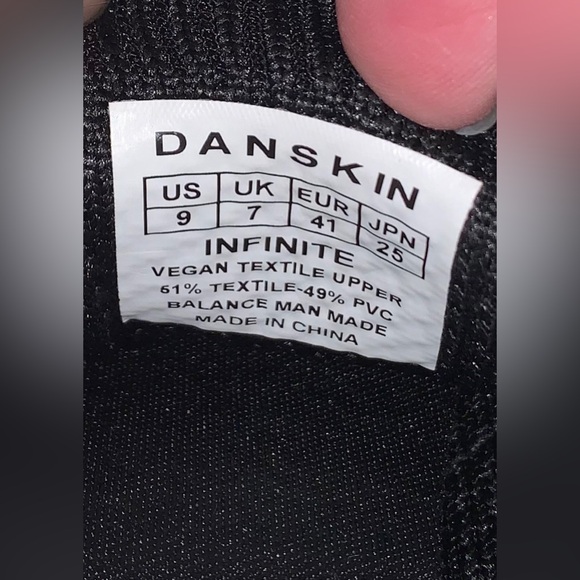 DANSKIN
US UK EUR JPN
9 7 41 25
INFINITE
VEGAN TEXTILE UPPER
51% TEXTILE-49% PVC
BALANCE MAN MADE
MADE IN CHINA